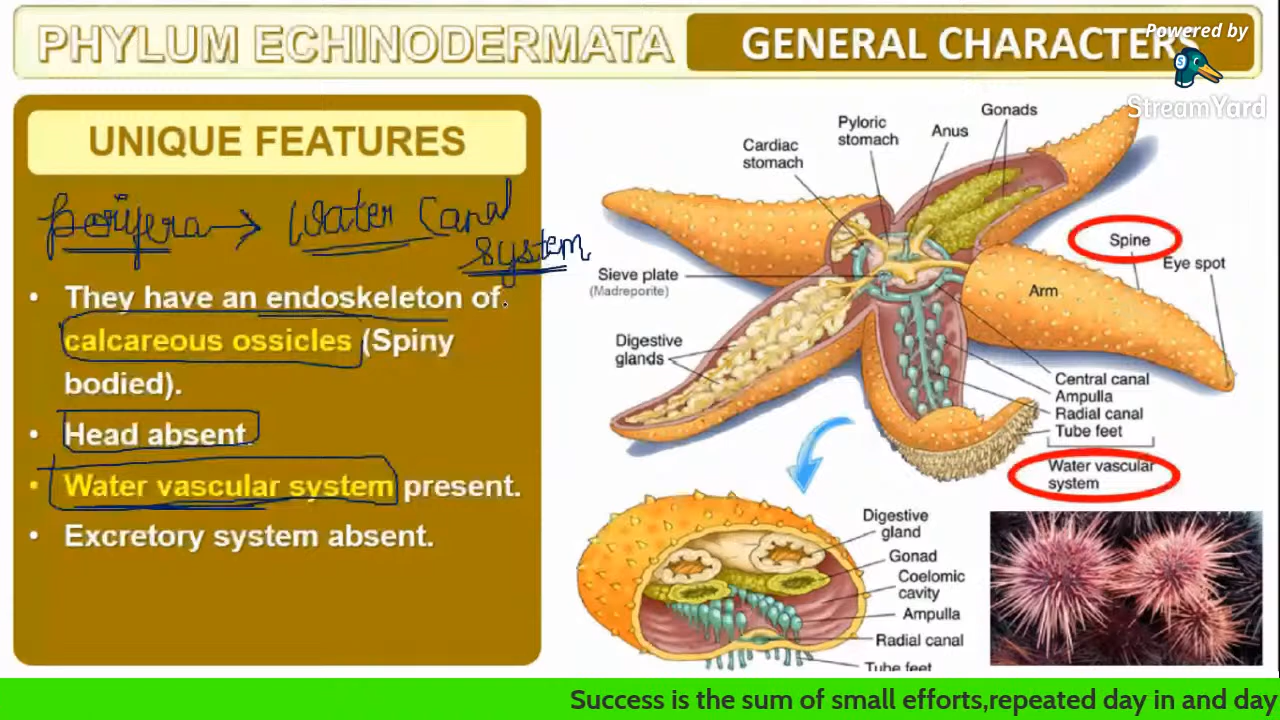 PHYLUM ECHINODERMATA
GENERAL CHARACTERS
Powered by
StreamYard
UNIQUE FEATURES
porifera → Water Canal
system
• They have an endoskeleton of
calcareous ossicles (Spiny
bodied).
• Head absent.
• Water vascular system present.
• Excretory system absent.
Gonads
Pyloric
stomach
Anus
Cardiac
stomach
Spine
Eye spot
Sieve plate
(Madreporite)
Arm
Digestive
glands
Central canal
Ampulla
Radial canal
Tube feet
Water vascular
system
Digestive
gland
Gonad
Coelomic
cavity
Ampulla
Radial canal
Tube feet
Success is the sum of small efforts,repeated day in and day